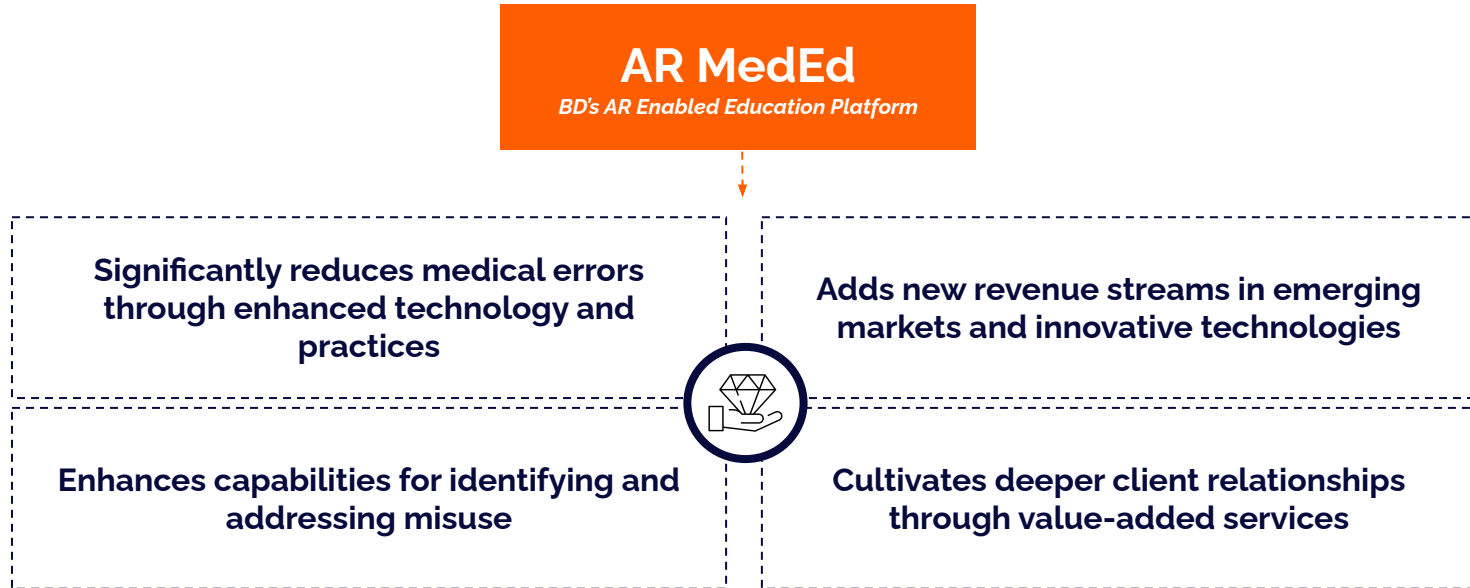 AR MedEd
BD's AR Enabled Education Platform
Significantly reduces medical errors
through enhanced technology and
practices
Adds new revenue streams in emerging
markets and innovative technologies
Enhances capabilities for identifying and
addressing misuse
Cultivates deeper client relationships
through value-added services